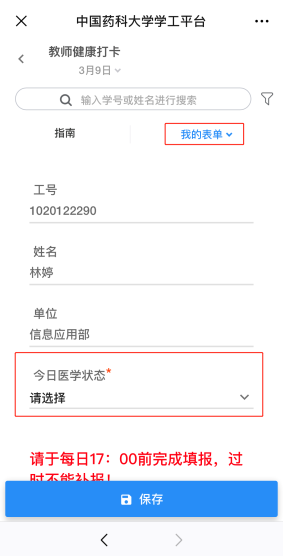 中国药科大学学工平台
教师健康打卡
3月9日
输入学号或姓名进行搜索
指南
我的表单
工号
1020122290
姓名
林婷
单位
信息应用部
今日医学状态*
请选择
请于每日17：00前完成填报，过
时不能补报！
保存